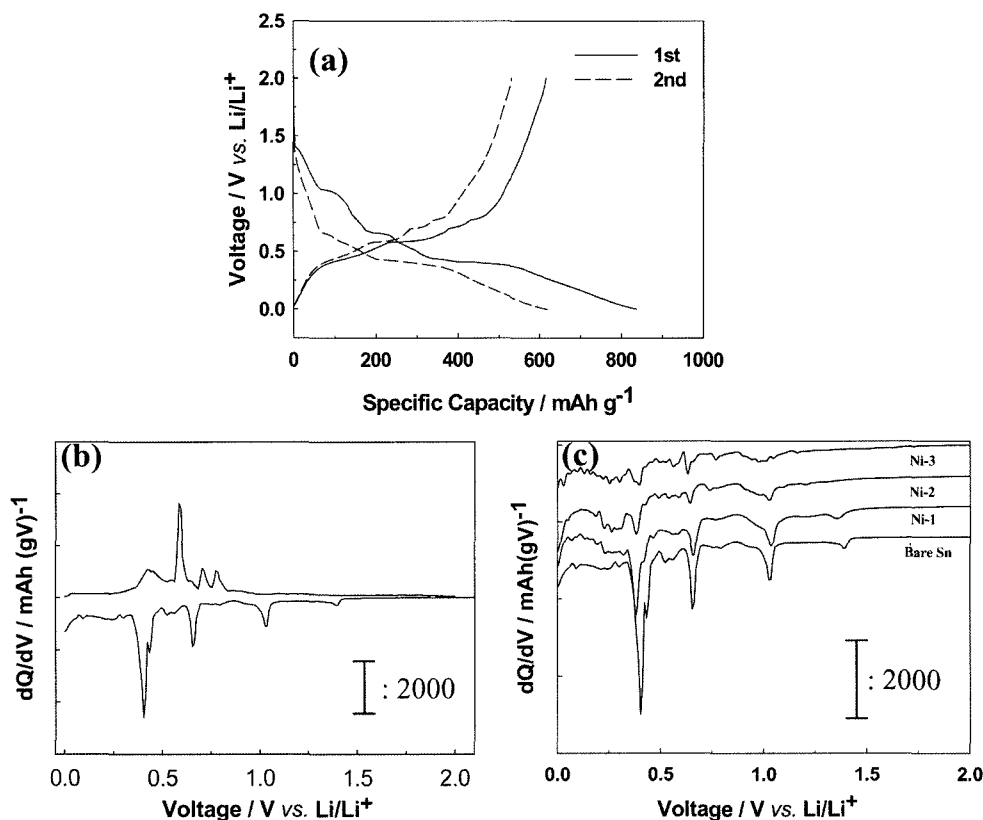 (a)
1st
2nd
2.5
2.0
1.5
1.0
0.5
0.0
Voltage / V vs. Li/Li+
0 200 400 600 800 1000
Specific Capacity / mAh g-1
(b)
dQ/dV / mAh (gV)-1
: 2000
0.0 0.5 1.0 1.5 2.0
Voltage / V vs. Li/Li+
(c)
Ni-3
Ni-2
Ni-1
Bare Sn
dQ/dV / mAh(gV)-1
: 2000
0.0 0.5 1.0 1.5 2.0
Voltage / V vs. Li/Li+